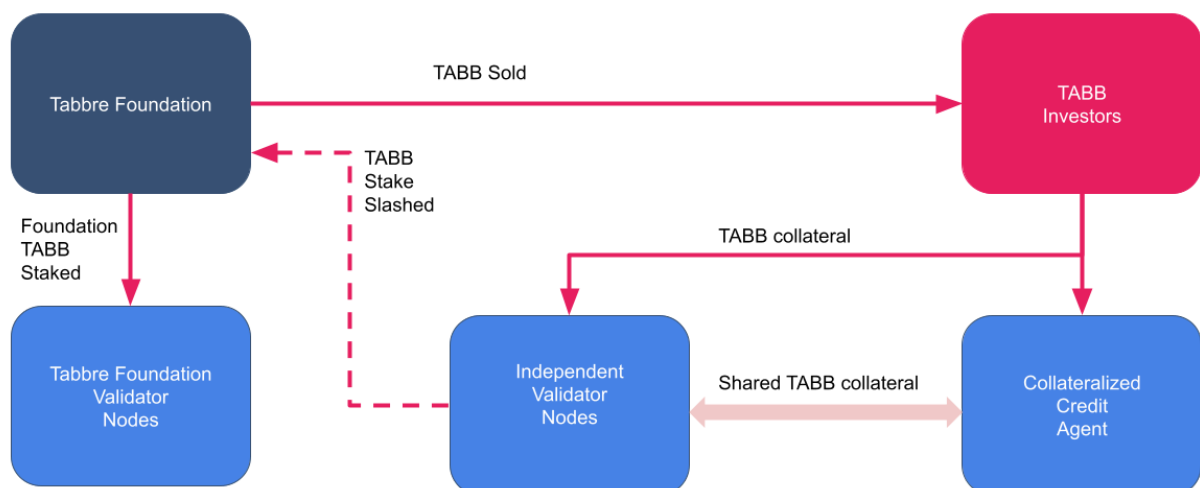 TABB Sold
Tabbre Foundation
TABB
Investors
TABB
Stake
Slashed
Foundation
TABB
Staked
TABB collateral
Tabbre Foundation
Validator
Nodes
Independent
Validator
Nodes
Shared TABB collateral
Collateralized
Credit
Agent